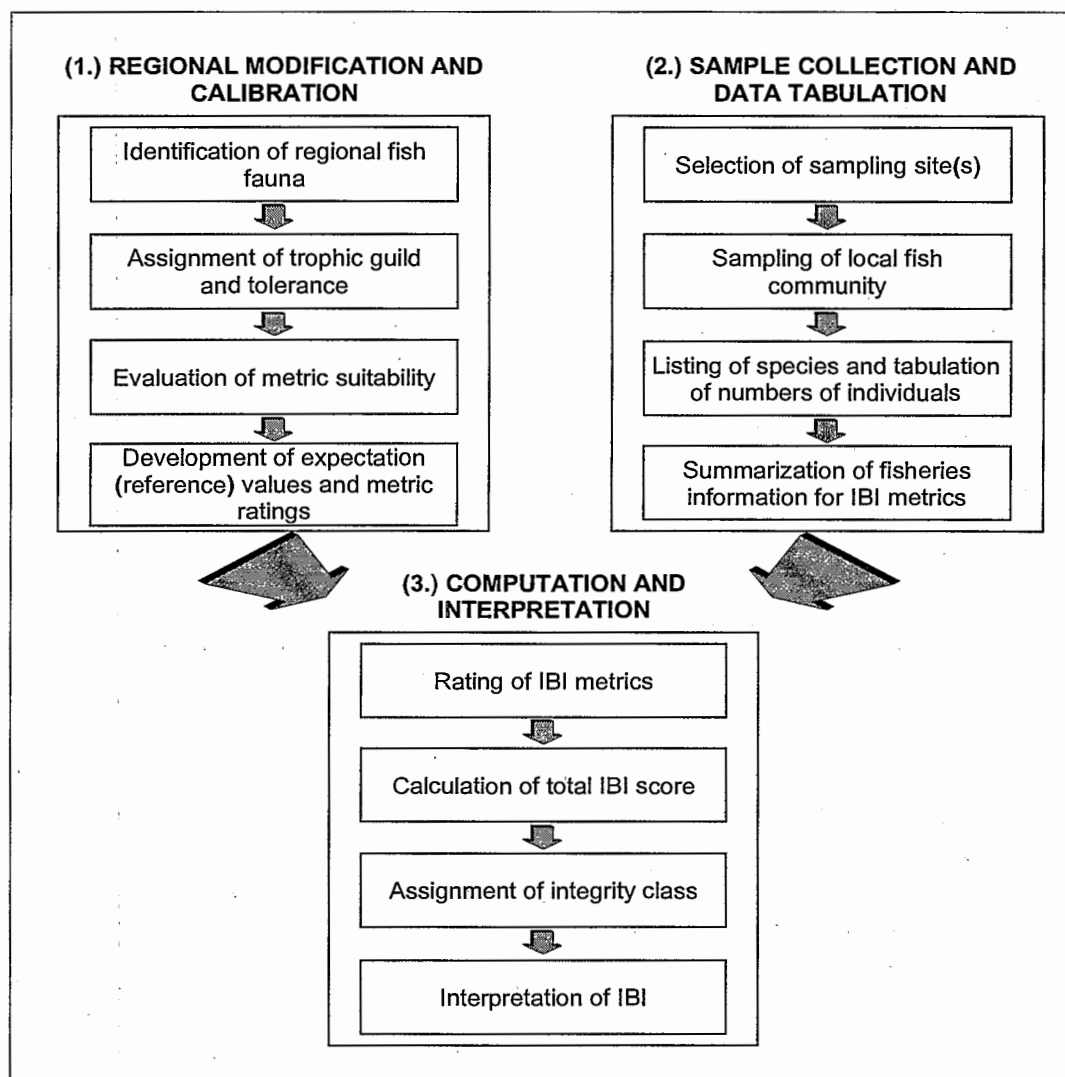 (1.) REGIONAL MODIFICATION AND
CALIBRATION
Identification of regional fish
fauna
Assignment of trophic guild
and tolerance
Evaluation of metric suitability
Development of expectation
(reference) values and metric
ratings
(2.) SAMPLE COLLECTION AND
DATA TABULATION
Selection of sampling site(s)
Sampling of local fish
community
Listing of species and tabulation
of numbers of individuals
Summarization of fisheries
information for IBI metrics
(3.) COMPUTATION AND
INTERPRETATION
Rating of IBI metrics
Calculation of total IBI score
Assignment of integrity class
Interpretation of IBI